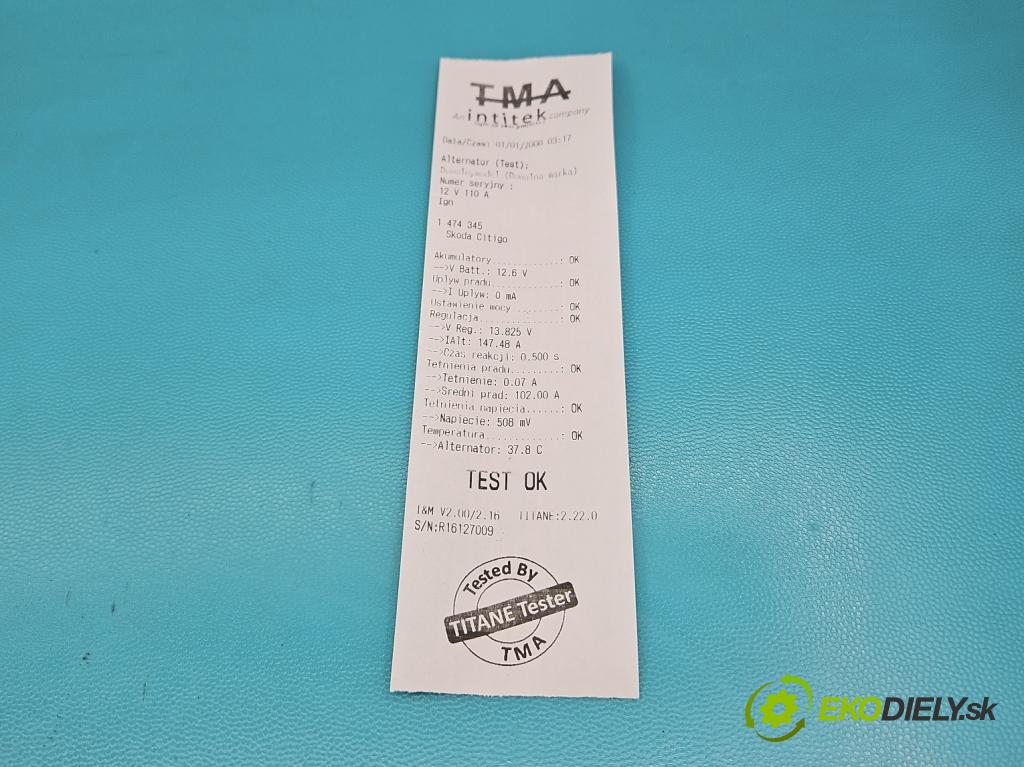 TMA
An intitek company
Data/Czas: 01/01/2000 03:17
Alternator (Test):
Dowolnymodel (Dowolna marka)
Numer seryjny :
12 V 110 A
Ign
1 474 345
Skoda Citigo
Akumulatory............: OK
-->V Batt.: 12.6 V
Uplyw pradu............: OK
-->I Uplyw: 0 mA
Ustawienie mocy........: OK
Regulacja..............: OK
-->V Reg.: 13.825 V
-->IAlt: 147.48 A
-->Czas reakcji: 0.500 s
Tetnienia pradu........: OK
-->Tetnienie: 0.07 A
-->Sredni prad: 102.00 A
Tetnienia napiecia.....: OK
-->Napiecie: 508 mV
Temperatura............: OK
-->Alternator: 37.8 C
TEST OK
T&M V2.00/2.16 TITANE:2.22.0
S/N:R16127009
Tested By
TITANE Tester
TMA
EKODIELY.sk